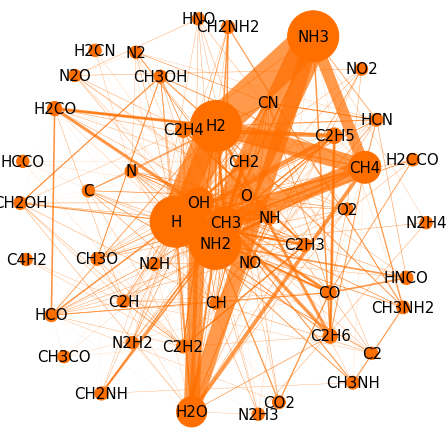 HNO
CH2NH2
NH3
H2CN
N2
N2O
CH3OH
NO2
H2CO
CN
HCN
C2H4
H2
C2H5
HCCO
CH2
CH4
H2CCO
N
C
CH2OH
OH
O
H
CH3
NH
O2
N2H4
NH2
C2H3
C4H2
CH3O
N2H
NO
HNCO
C2H
CH
CO
CH3NH2
HCO
N2H2
C2H2
C2H6
CH3CO
C2
CH2NH
CH3NH
H2O
N2H3
CO2